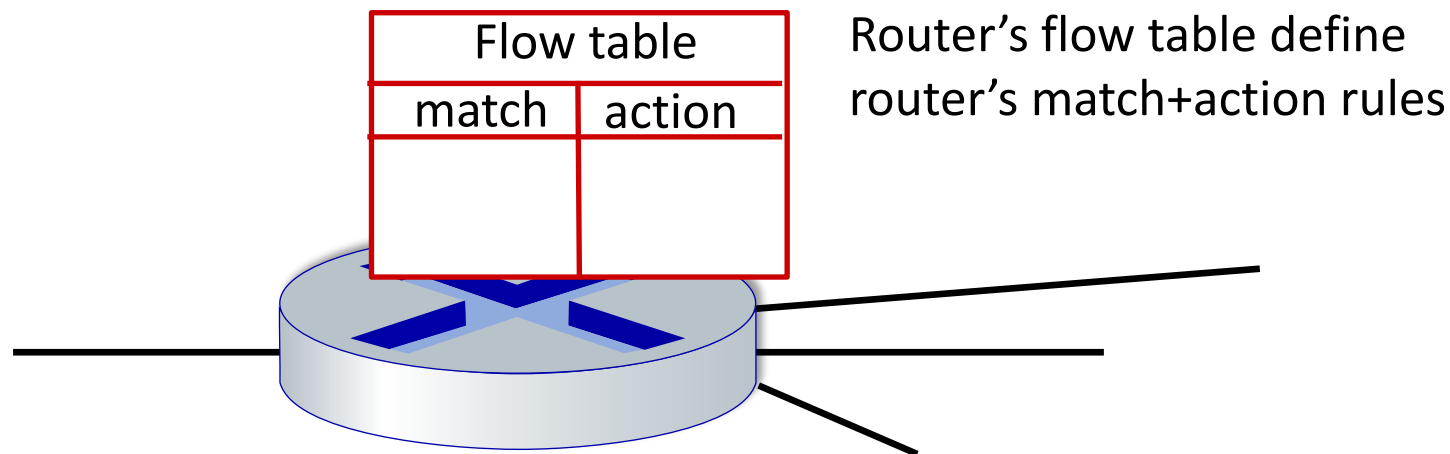 Flow table
match action
Router’s flow table define
router’s match+action rules